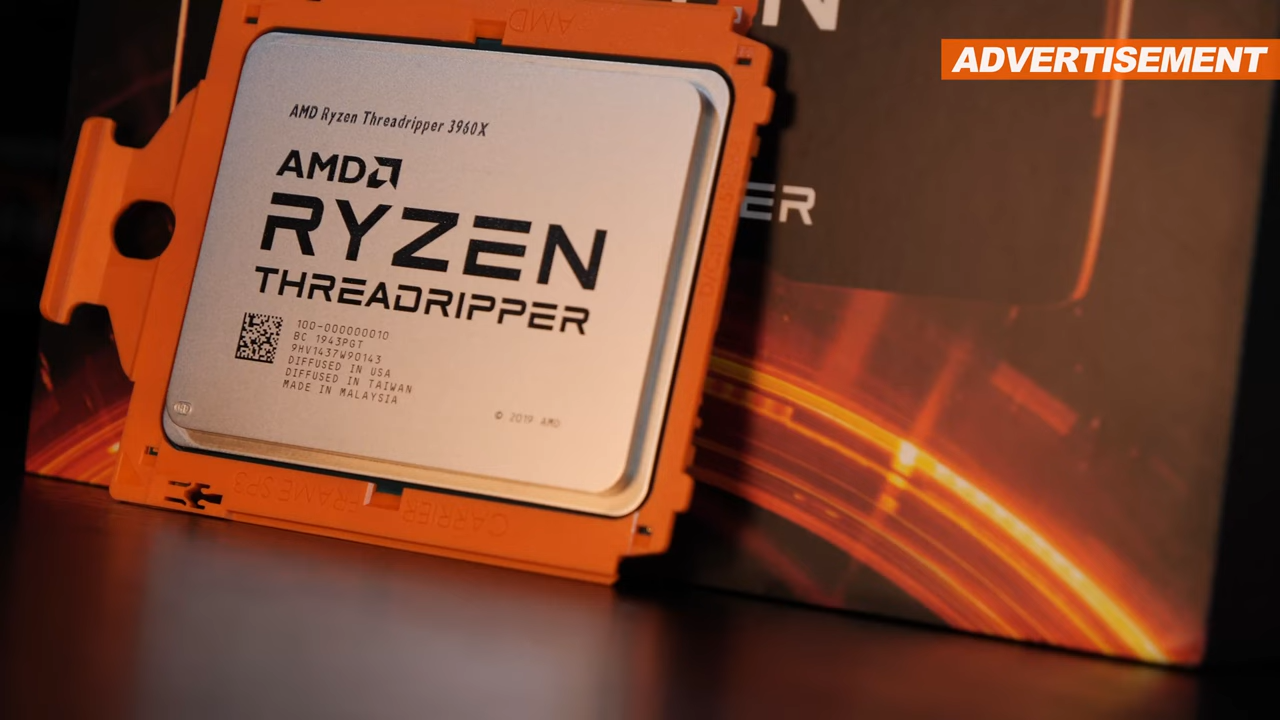 ADVERTISEMENT
AMD
N
AMD Ryzen Threadripper 3960X
AMD
RYZEN
THREADRIPPER
ER
100-000000010
BC 1943PGT
9HV1437W90143
DIFFUSED IN USA
DIFFUSED IN TAIWAN
MADE IN MALAYSIA
© 2019 AMD
CARRIER FRAME SP3